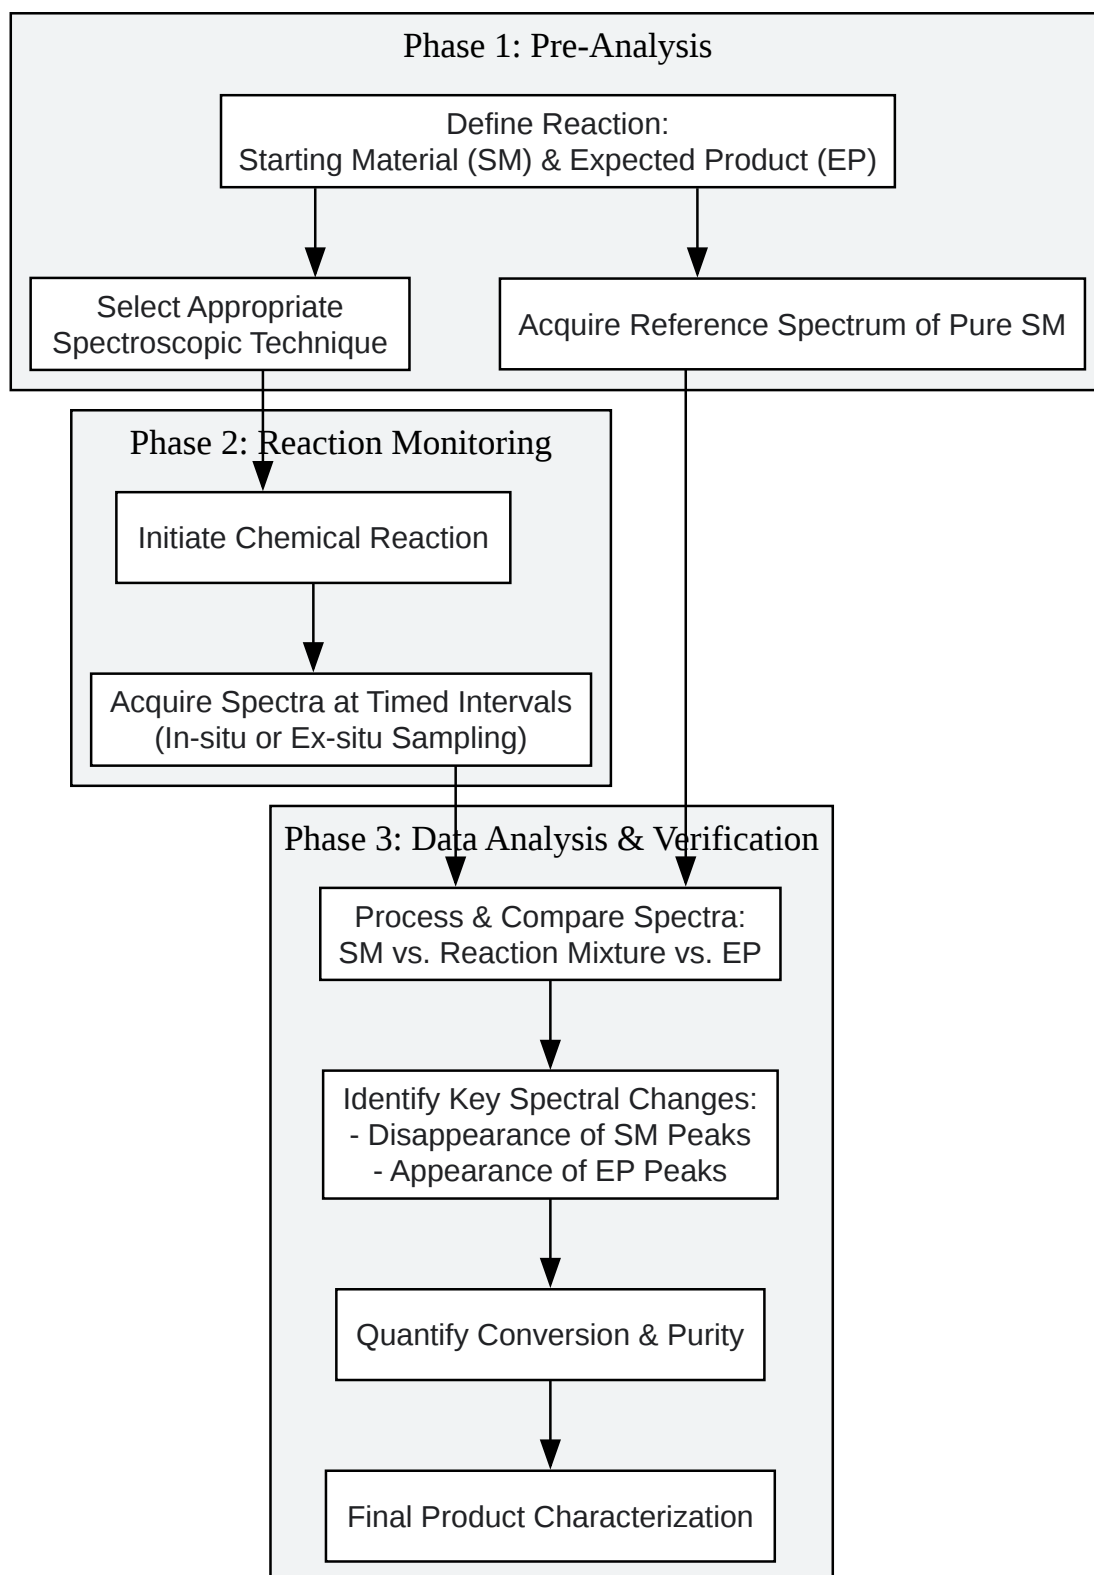 Phase 1: Pre-Analysis
Define Reaction:
Starting Material (SM) & Expected Product (EP)
Select Appropriate
Spectroscopic Technique
Acquire Reference Spectrum of Pure SM
Phase 2: Reaction Monitoring
Initiate Chemical Reaction
Acquire Spectra at Timed Intervals
(In-situ or Ex-situ Sampling)
Phase 3: Data Analysis & Verification
Process & Compare Spectra:
SM vs. Reaction Mixture vs. EP
Identify Key Spectral Changes:
- Disappearance of SM Peaks
- Appearance of EP Peaks
Quantify Conversion & Purity
Final Product Characterization